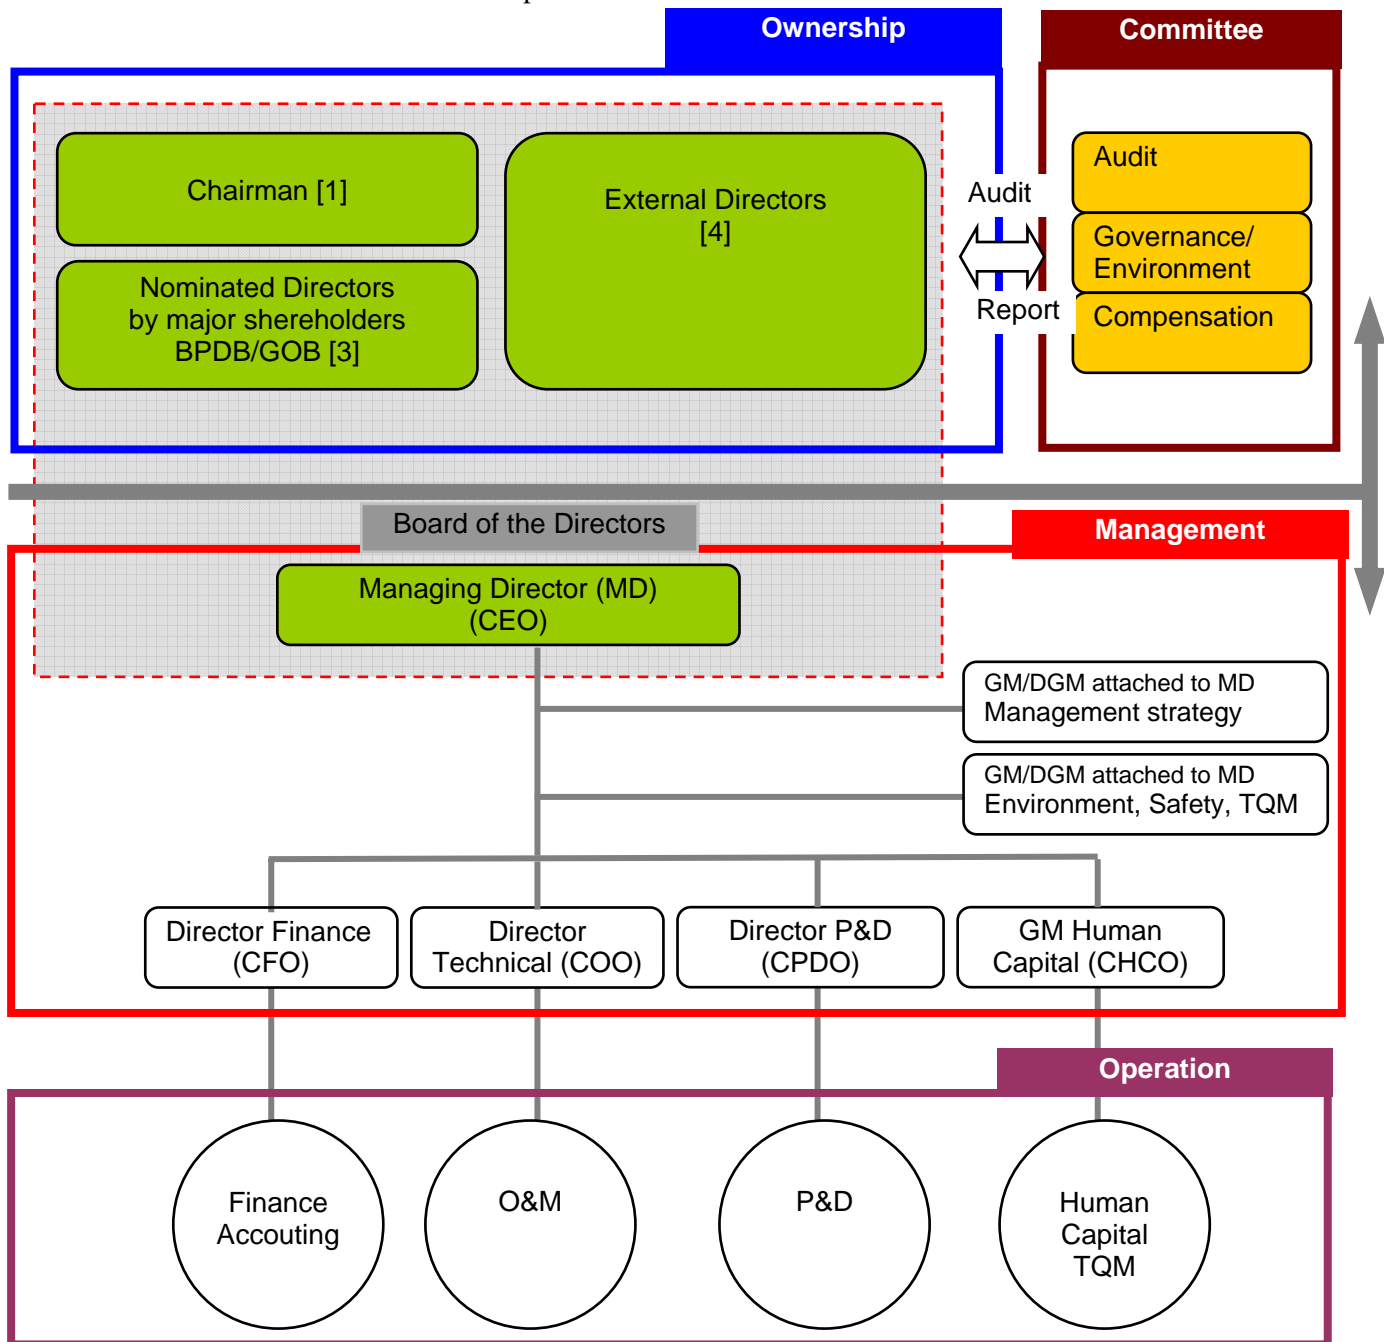 Ownership
Committee
Chairman [1]
External Directors
[4]
Nominated Directors
by major shereholders
BPDB/GOB [3]
Audit
Report
Audit
Governance/
Environment
Compensation
Board of the Directors
Management
Managing Director (MD)
(CEO)
GM/DGM attached to MD
Management strategy
GM/DGM attached to MD
Environment, Safety, TQM
Director Finance
(CFO)
Director
Technical (COO)
Director P&D
(CPDO)
GM Human
Capital (CHCO)
Operation
Finance
Accouting
O&M
P&D
Human
Capital
TQM